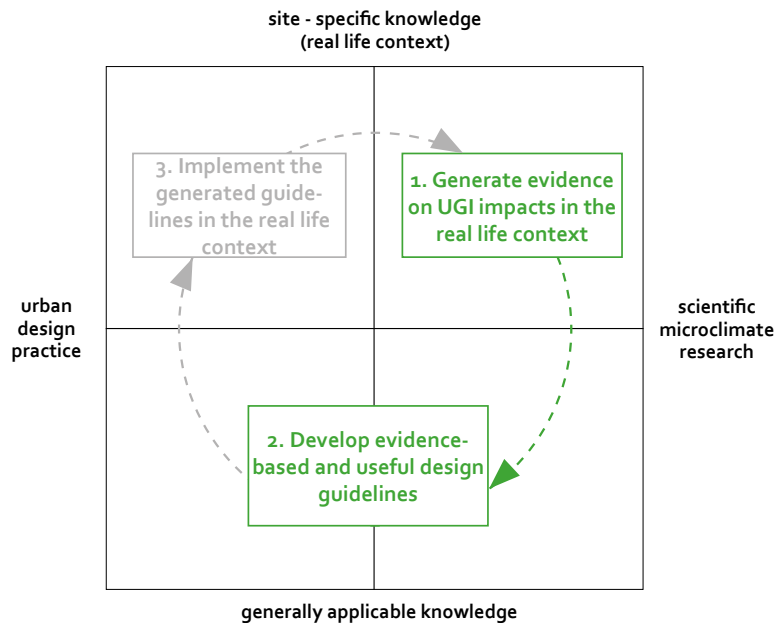 site - specific knowledge
(real life context)
3. Implement the
generated guide-
lines in the real life
context
1. Generate evidence
on UGI impacts in the
real life context
urban
design
practice
scientific
microclimate
research
2. Develop evidence-
based and useful design
guidelines
generally applicable knowledge